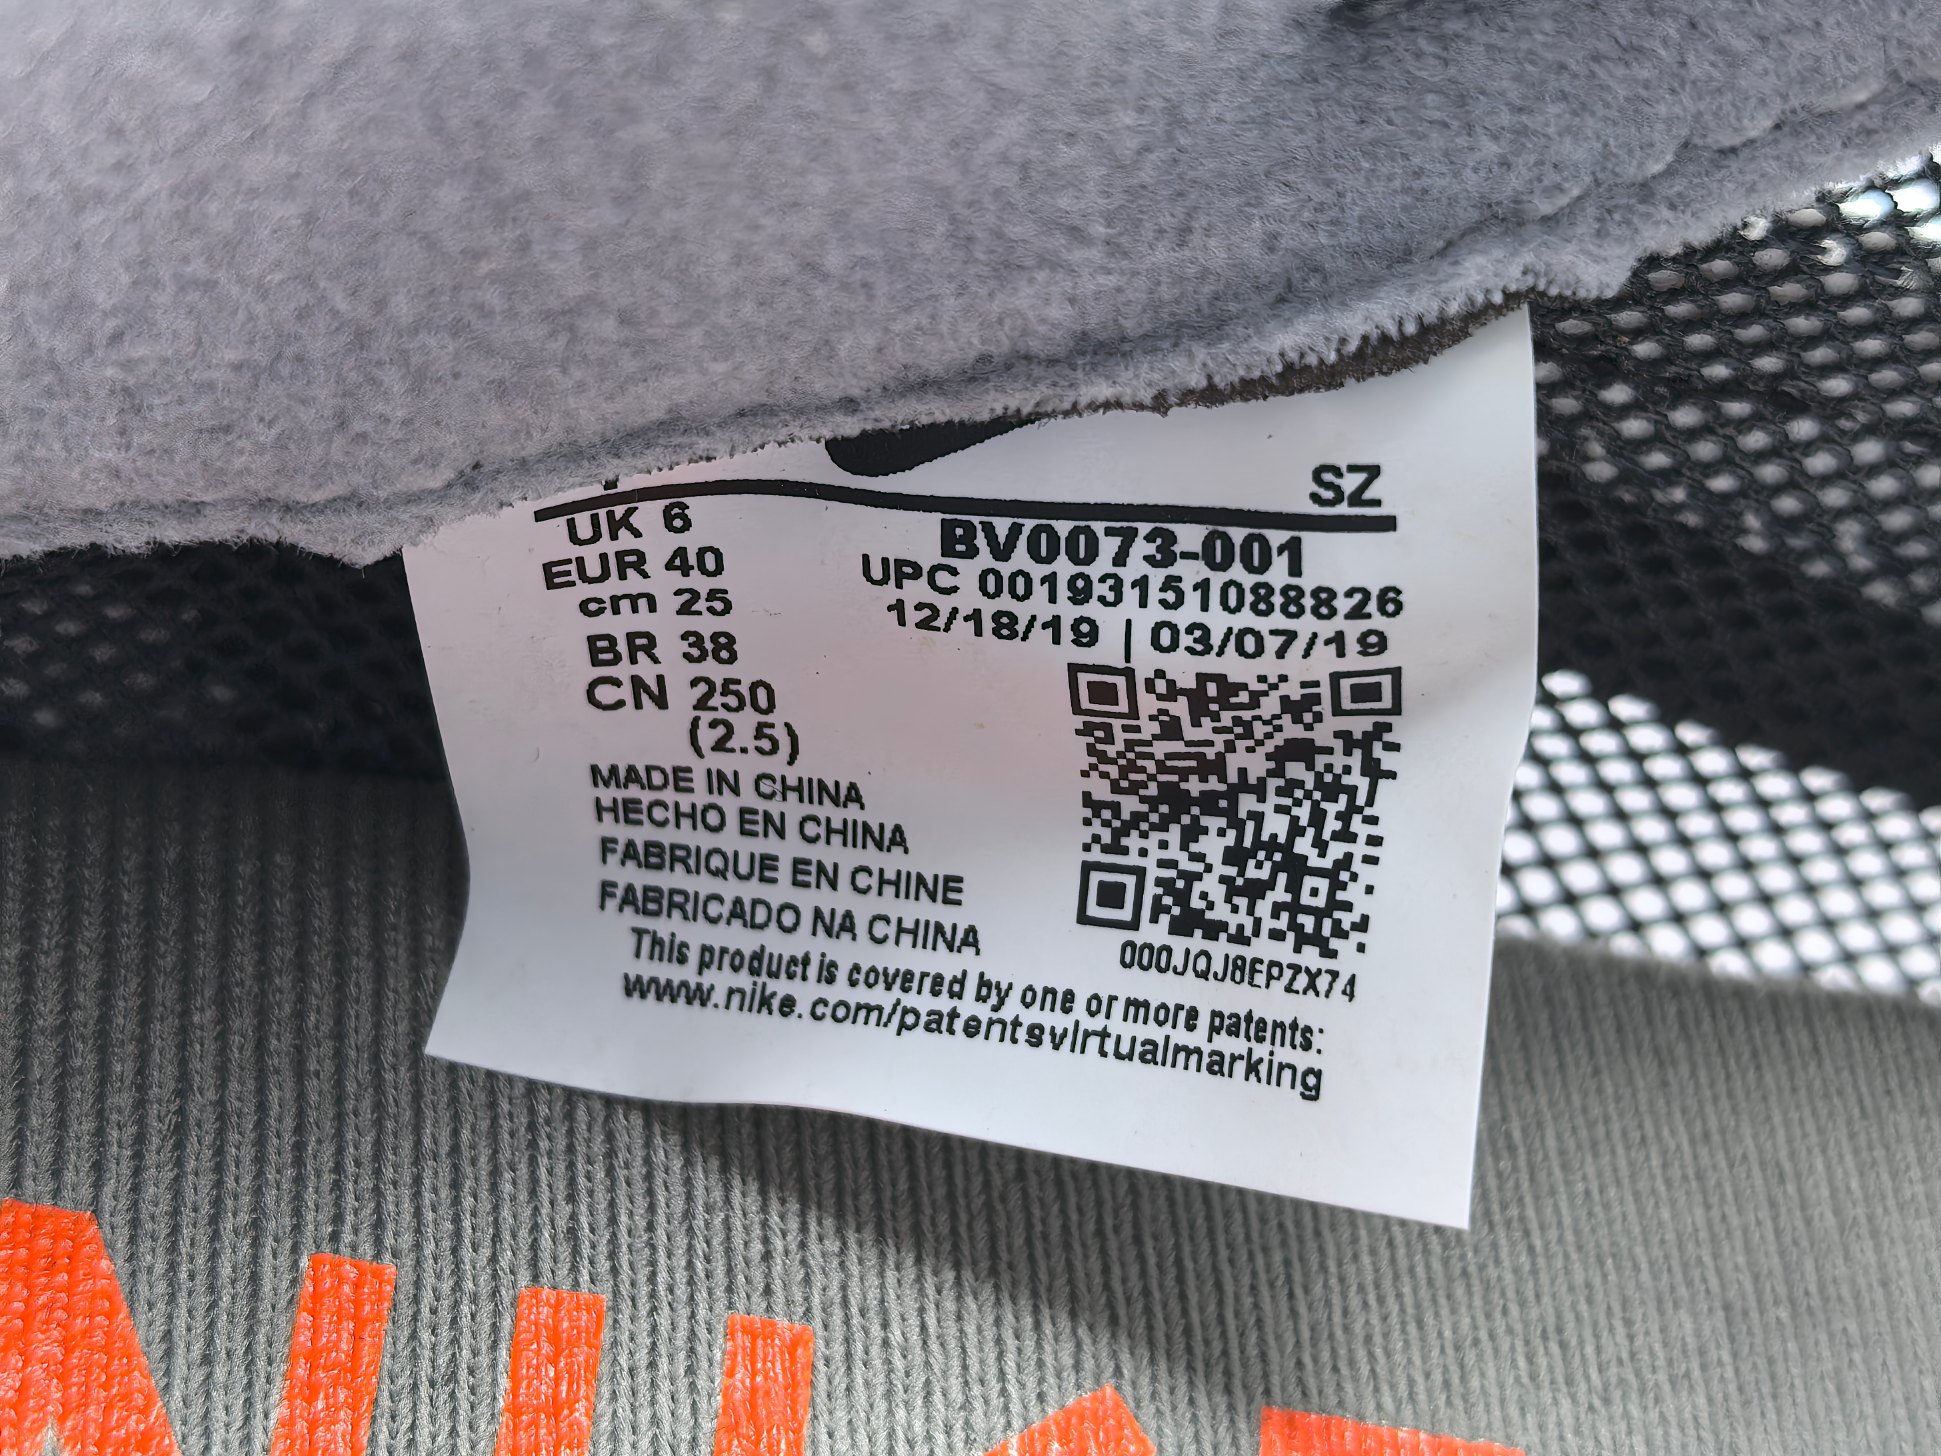 SZ
UK 6
BV0073-001
EUR 40
UPC 00193151088826
cm 25
12/18/19 | 03/07/19
BR 38
CN 250
(2.5)
MADE IN CHINA
HECHO EN CHINA
FABRIQUE EN CHINE
FABRICADO NA CHINA
000JQJ8EPZX74
This product is covered by one or more patents:
www.nike.com/patentsvirtualmarking